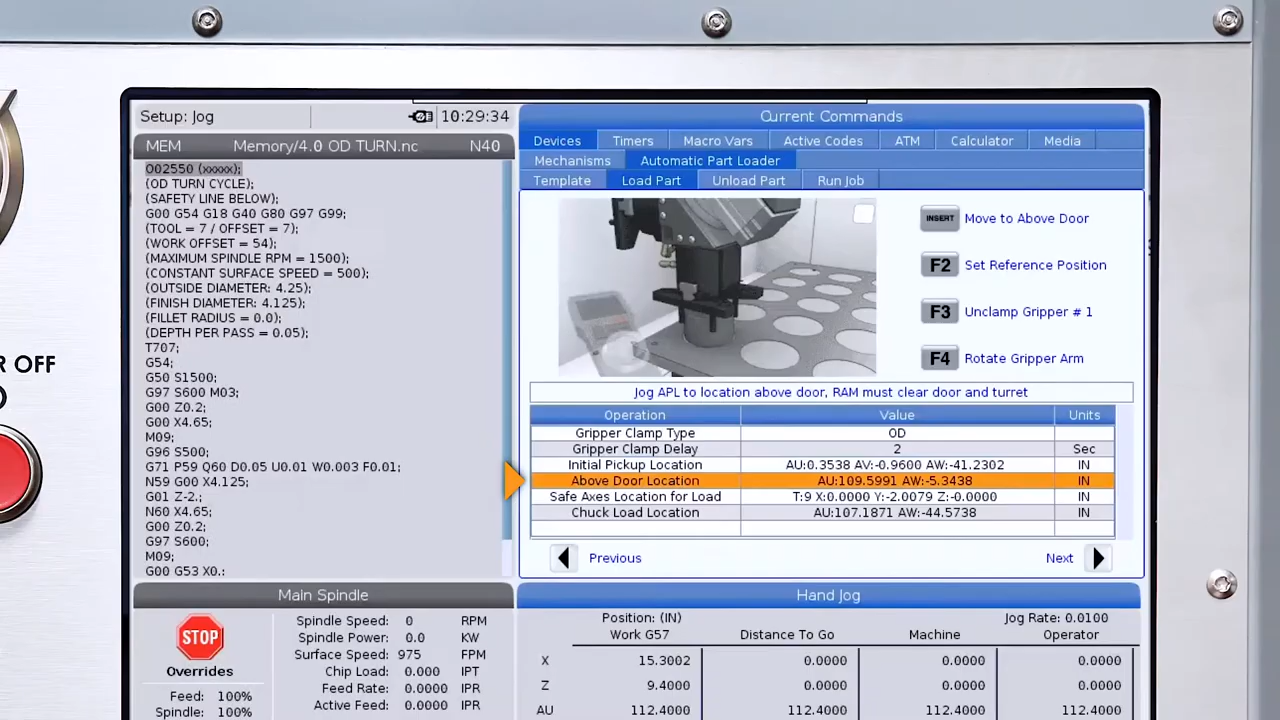 R OFF
Setup: Jog
10:29:34
MEM Memory/4.0 OD TURN.nc N40
O02550 (xxxxx);
(OD TURN CYCLE);
(SAFETY LINE BELOW);
G00 G54 G18 G40 G80 G97 G99;
(TOOL = 7 / OFFSET = 7);
(WORK OFFSET = 54);
(MAXIMUM SPINDLE RPM = 1500);
(CONSTANT SURFACE SPEED = 500);
(OUTSIDE DIAMETER: 4.25);
(FINISH DIAMETER: 4.125);
(FILLET RADIUS = 0.0);
(DEPTH PER PASS = 0.05);
T707;
G54;
G50 S1500;
G97 S600 M03;
G00 Z0.2;
G00 X4.65;
M09;
G96 S500;
G71 P59 Q60 D0.05 U0.01 W0.003 F0.01;
N59 G00 X4.125;
G01 Z-2.;
N60 X4.65;
G00 Z0.2;
G97 S600;
M09;
G00 G53 X0.;
Current Commands
Devices Timers Macro Vars Active Codes ATM Calculator Media
Mechanisms Automatic Part Loader
Template Load Part Unload Part Run Job
INSERT Move to Above Door
F2 Set Reference Position
F3 Unclamp Gripper # 1
F4 Rotate Gripper Arm
Jog APL to location above door, RAM must clear door and turret
Operation Value Units
Gripper Clamp Type OD
Gripper Clamp Delay 2 Sec
Initial Pickup Location AU:0.3538 AV:-0.9600 AW:-41.2302 IN
Above Door Location AU:109.5991 AW:-5.3438 IN
Safe Axes Location for Load T:9 X:0.0000 Y:-2.0079 Z:-0.0000 IN
Chuck Load Location AU:107.1871 AW:-44.5738 IN
Previous Next
Main Spindle
STOP
Overrides
Feed: 100%
Spindle: 100%
Spindle Speed: 0 RPM
Spindle Power: 0.0 KW
Surface Speed: 975 FPM
Chip Load: 0.000 IPT
Feed Rate: 0.0000 IPR
Active Feed: 0.0000 IPR
Hand Jog
Position: (IN) Jog Rate: 0.0100
Work G57 Distance To Go Machine Operator
X 15.3002 0.0000 0.0000 0.0000
Z 9.4000 0.0000 0.0000 0.0000
AU 112.4000 112.4000 112.4000 112.4000